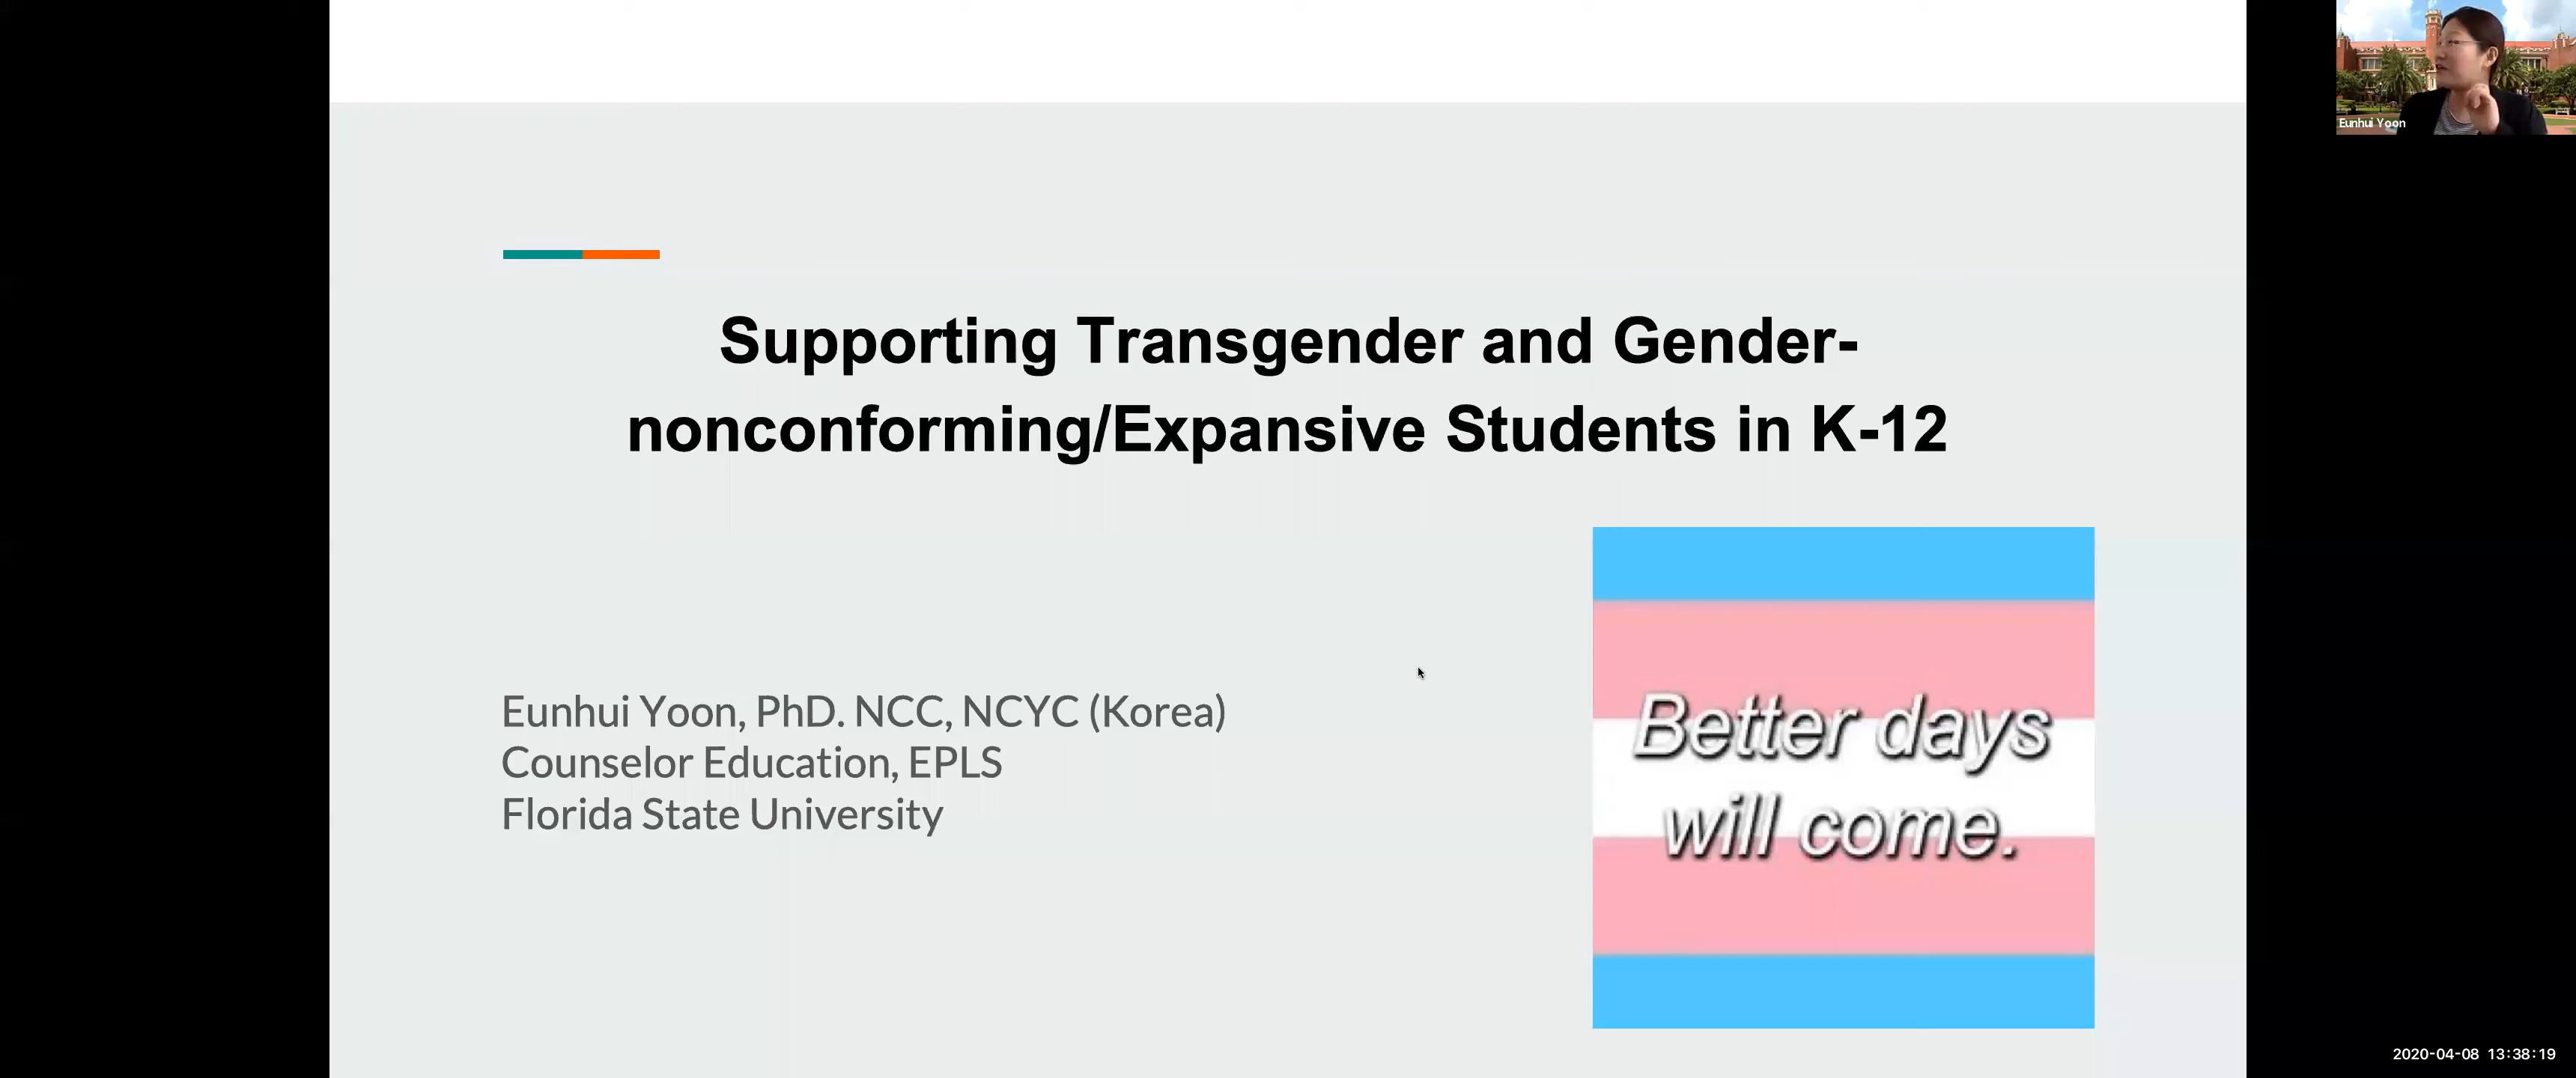 Eunhui Yoon
Supporting Transgender and Gender-
nonconforming/Expansive Students in K-12
Eunhui Yoon, PhD. NCC, NCYC (Korea)
Counselor Education, EPLS
Florida State University
Better days
will come.
2020-04-08 13:38:19